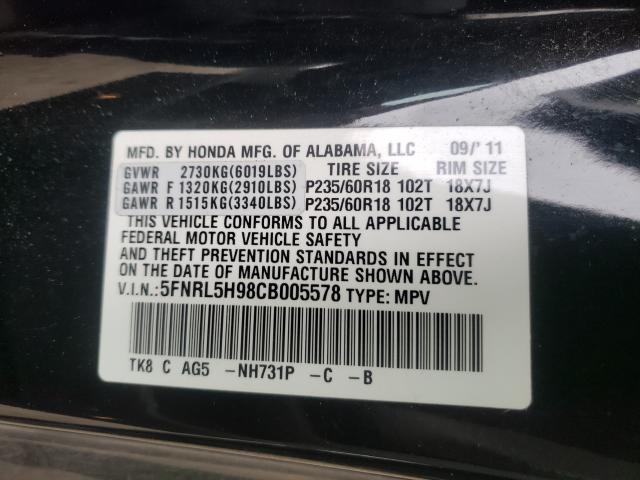 MFD. BY HONDA MFG. OF ALABAMA, LLC 09/'11
GVWR 2730KG(6019LBS) TIRE SIZE RIM SIZE
GAWR F 1320KG(2910LBS) P235/60R18 102T 18X7J
GAWR R 1515KG(3340LBS) P235/60R18 102T 18X7J
THIS VEHICLE CONFORMS TO ALL APPLICABLE
FEDERAL MOTOR VEHICLE SAFETY
AND THEFT PREVENTION STANDARDS IN EFFECT
ON THE DATE OF MANUFACTURE SHOWN ABOVE.
V.I.N.:5FNRL5H98CB005578 TYPE: MPV
TK8 C AG5 -NH731P -C -B